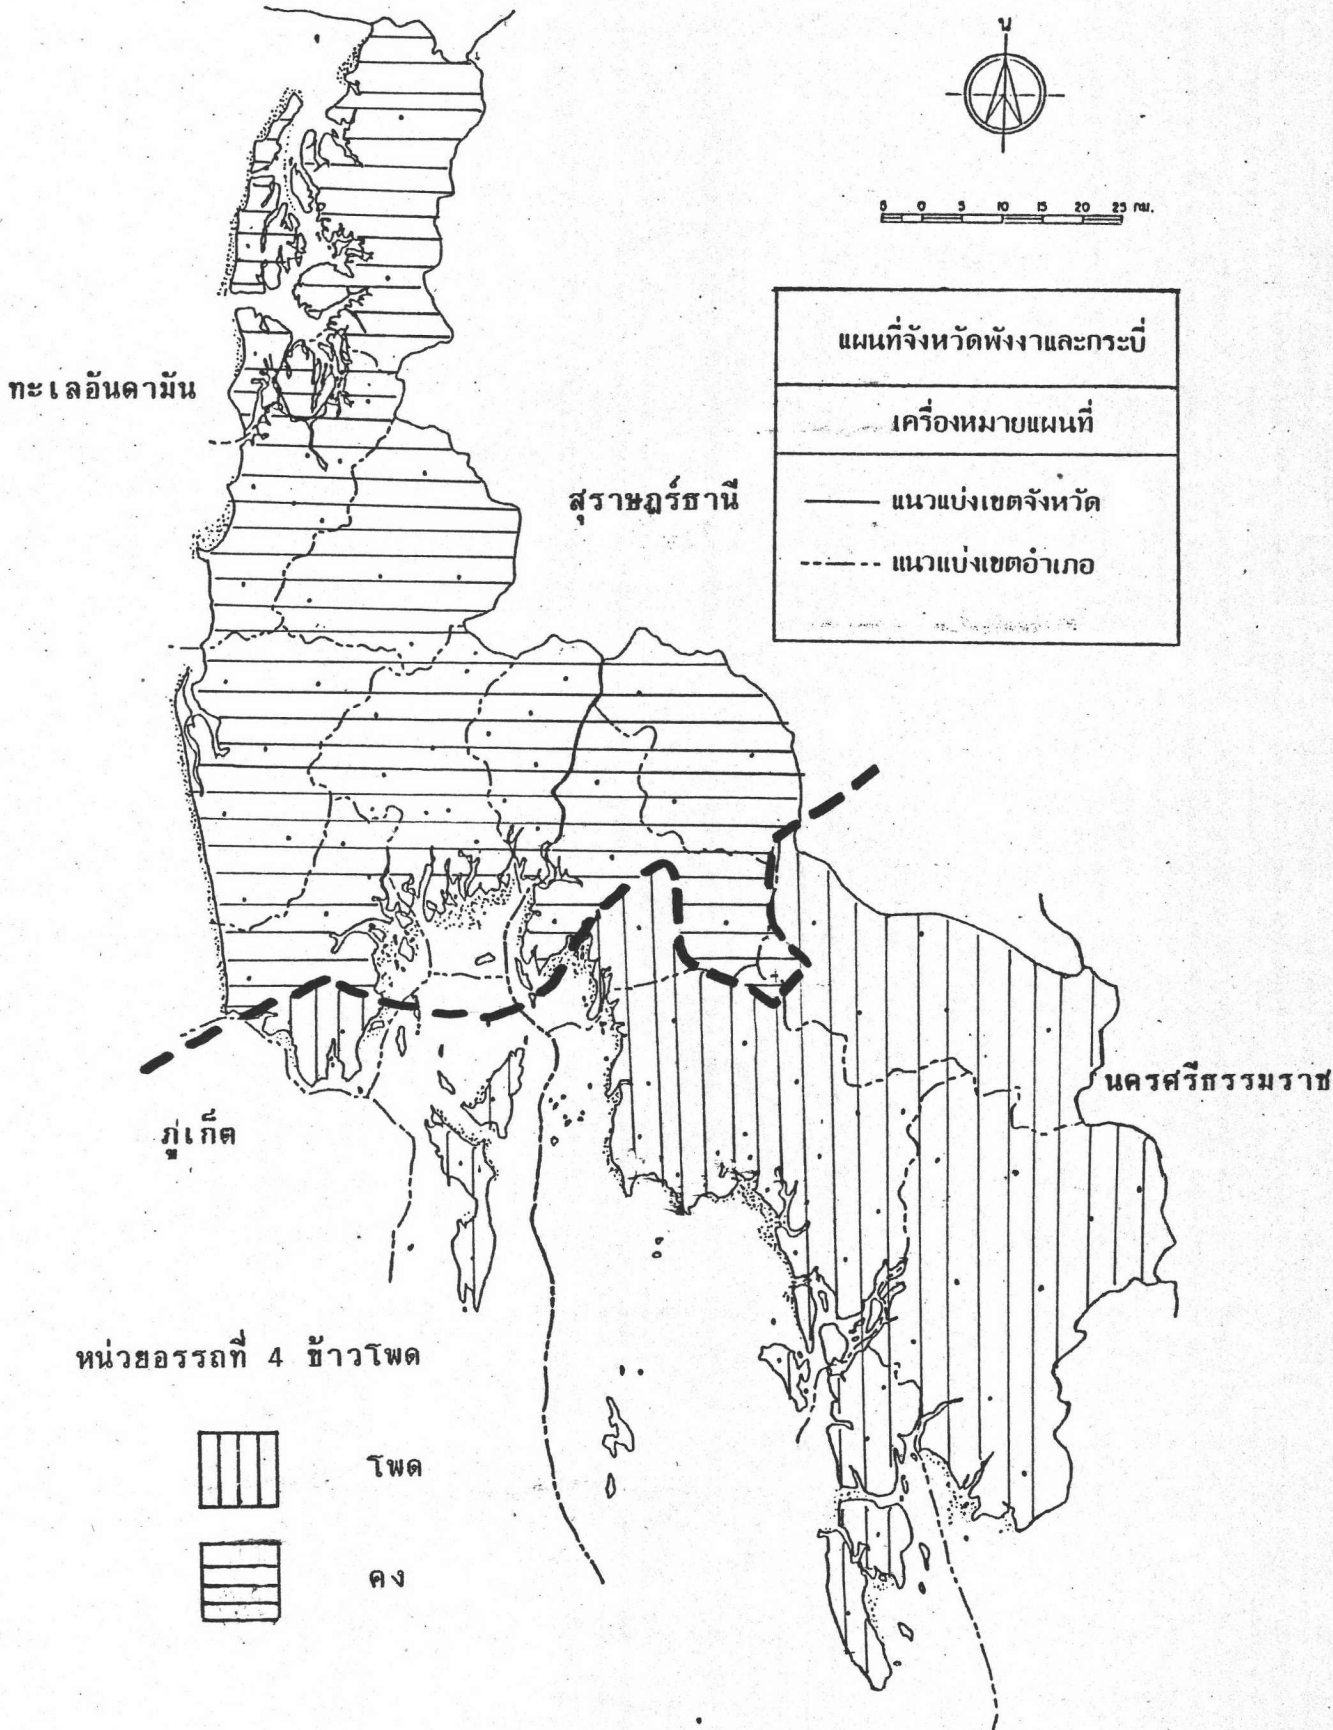 น
5 0 5 10 15 20 25 กม.
แผนที่จังหวัดพังงาและกระบี่
เครื่องหมายแผนที่
แนวแบ่งเขตจังหวัด
แนวแบ่งเขตอำเภอ
ทะเลอันดามัน
สุราษฎร์ธานี
นครศรีธรรมราช
ภูเก็ต
หน่วยอรรถที่ 4 ข้าวโพด
โพด
คง